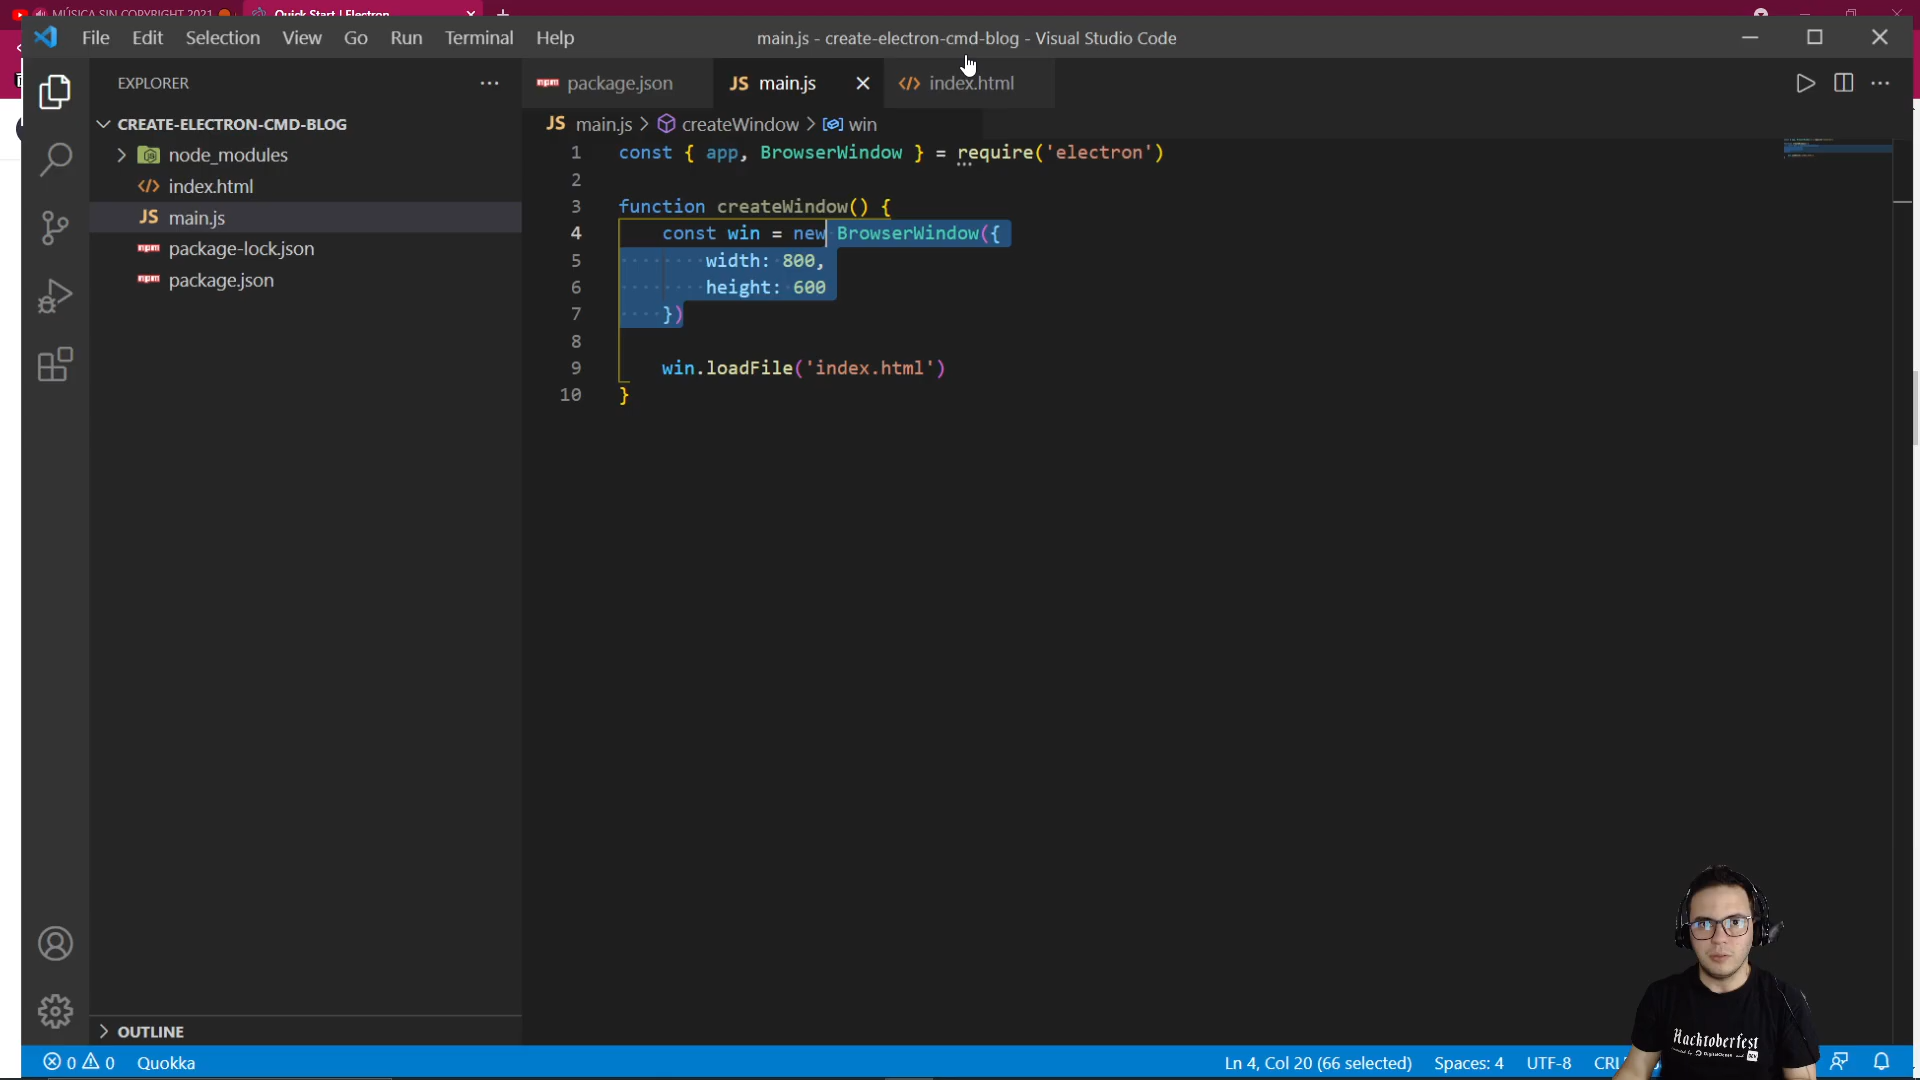 MÚSICA SIN COPYRIGHT 2021
Quick Start | Electron
File Edit Selection View Go Run Terminal Help
main.js - create-electron-cmd-blog - Visual Studio Code
EXPLORER
package.json
JS main.js
index.html
CREATE-ELECTRON-CMD-BLOG
node_modules
index.html
JS main.js
npm package-lock.json
npm package.json
JS main.js > createWindow > win
1 const { app, BrowserWindow } = require('electron')
2
3 function createWindow() {
4 const win = new BrowserWindow({
5 width: 800,
6 height: 600
7 })
8
9 win.loadFile('index.html')
10 }
OUTLINE
0 0 Quokka
Ln 4, Col 20 (66 selected) Spaces: 4 UTF-8
Hacktoberfest